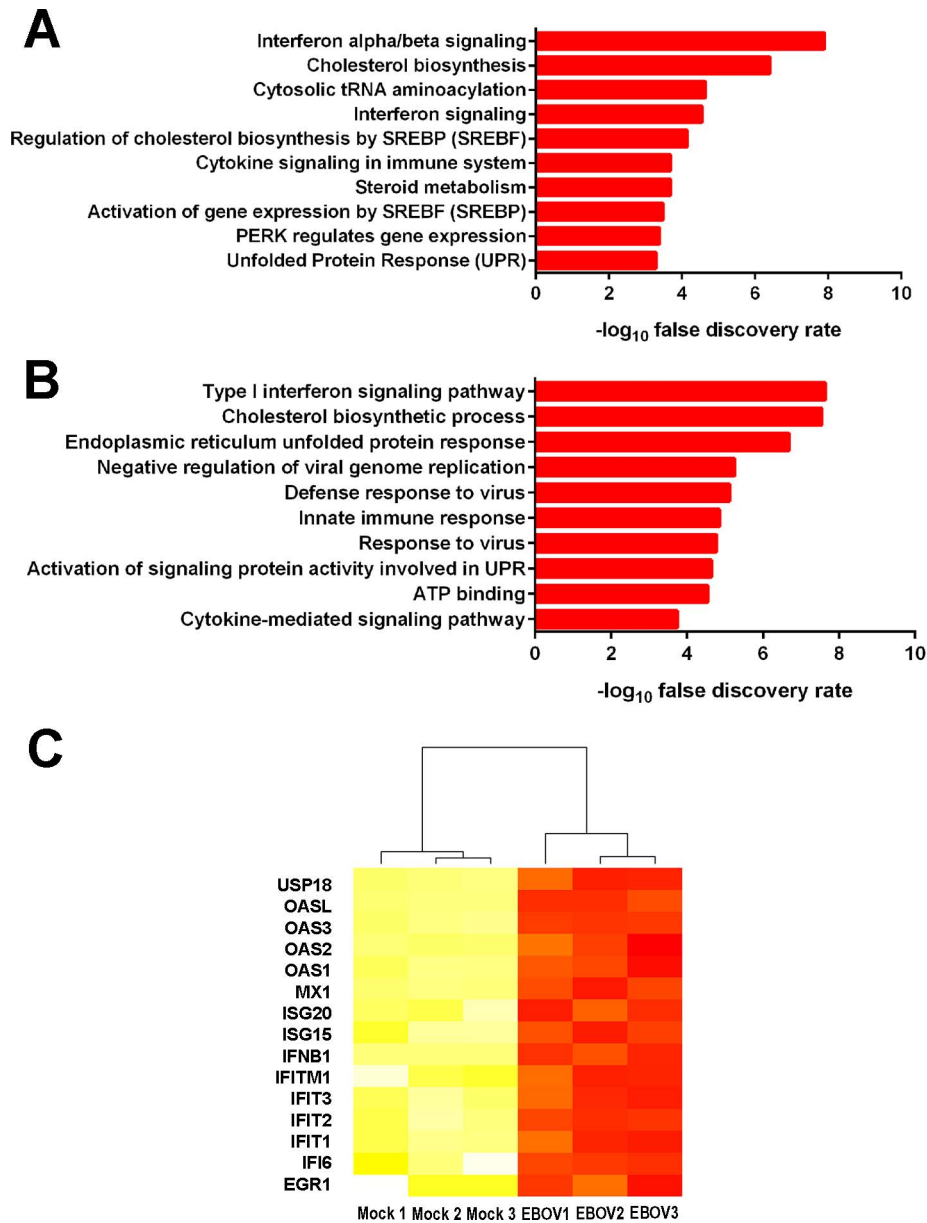 A
Interferon alpha/beta signaling
Cholesterol biosynthesis
Cytosolic tRNA aminoacylation
Interferon signaling
Regulation of cholesterol biosynthesis by SREBP (SREBF)
Cytokine signaling in immune system
Steroid metabolism
Activation of gene expression by SREBF (SREBP)
PERK regulates gene expression
Unfolded Protein Response (UPR)
0 2 4 6 8 10
-log10 false discovery rate
B
Type I interferon signaling pathway
Cholesterol biosynthetic process
Endoplasmic reticulum unfolded protein response
Negative regulation of viral genome replication
Defense response to virus
Innate immune response
Response to virus
Activation of signaling protein activity involved in UPR
ATP binding
Cytokine-mediated signaling pathway
0 2 4 6 8 10
-log10 false discovery rate
C
USP18
OASL
OAS3
OAS2
OAS1
MX1
ISG20
ISG15
IFNB1
IFITM1
IFIT3
IFIT2
IFIT1
IFI6
EGR1
Mock 1 Mock 2 Mock 3 EBOV1 EBOV2 EBOV3